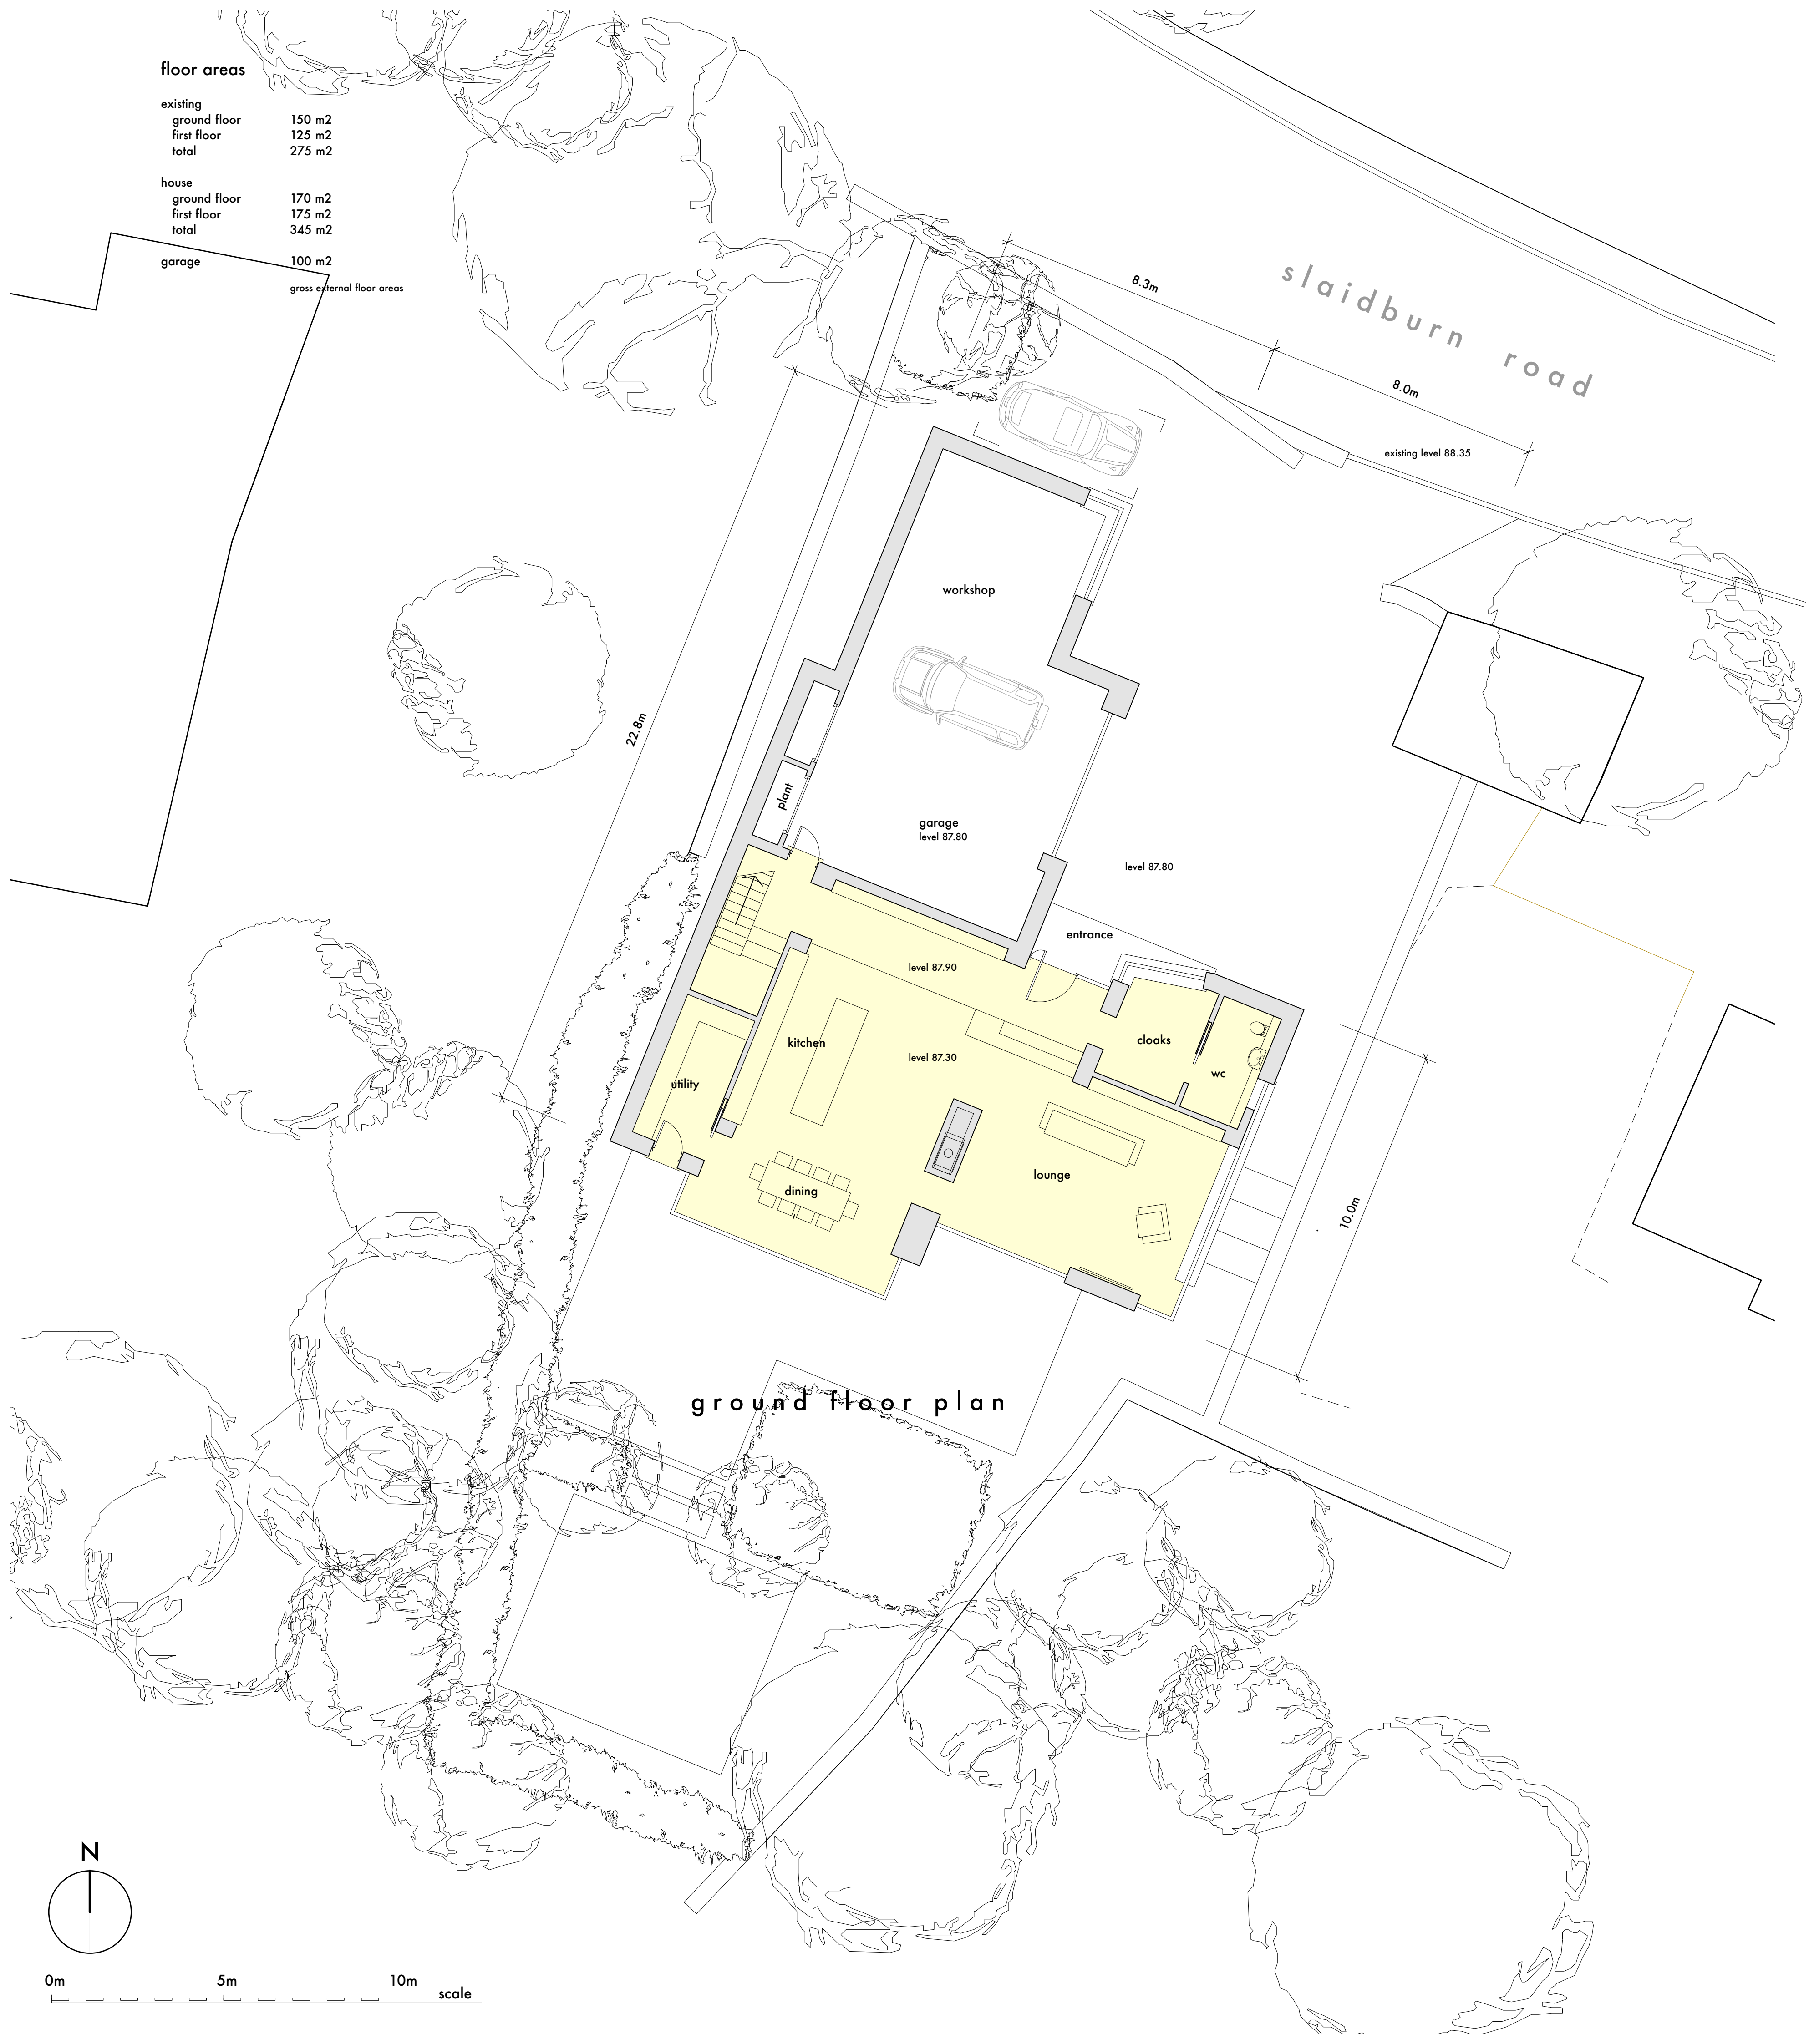 floor areas
existing
ground floor 150 m2
first floor 125 m2
total 275 m2
house
ground floor 170 m2
first floor 175 m2
total 345 m2
garage 100 m2
gross external floor areas
8.3m
slaidburn road
8.0m
existing level 88.35
workshop
22.8m
plant
garage
level 87.80
level 87.80
entrance
level 87.90
kitchen
cloaks
level 87.30
wc
utility
lounge
dining
10.0m
ground floor plan
N
0m 5m 10m
scale